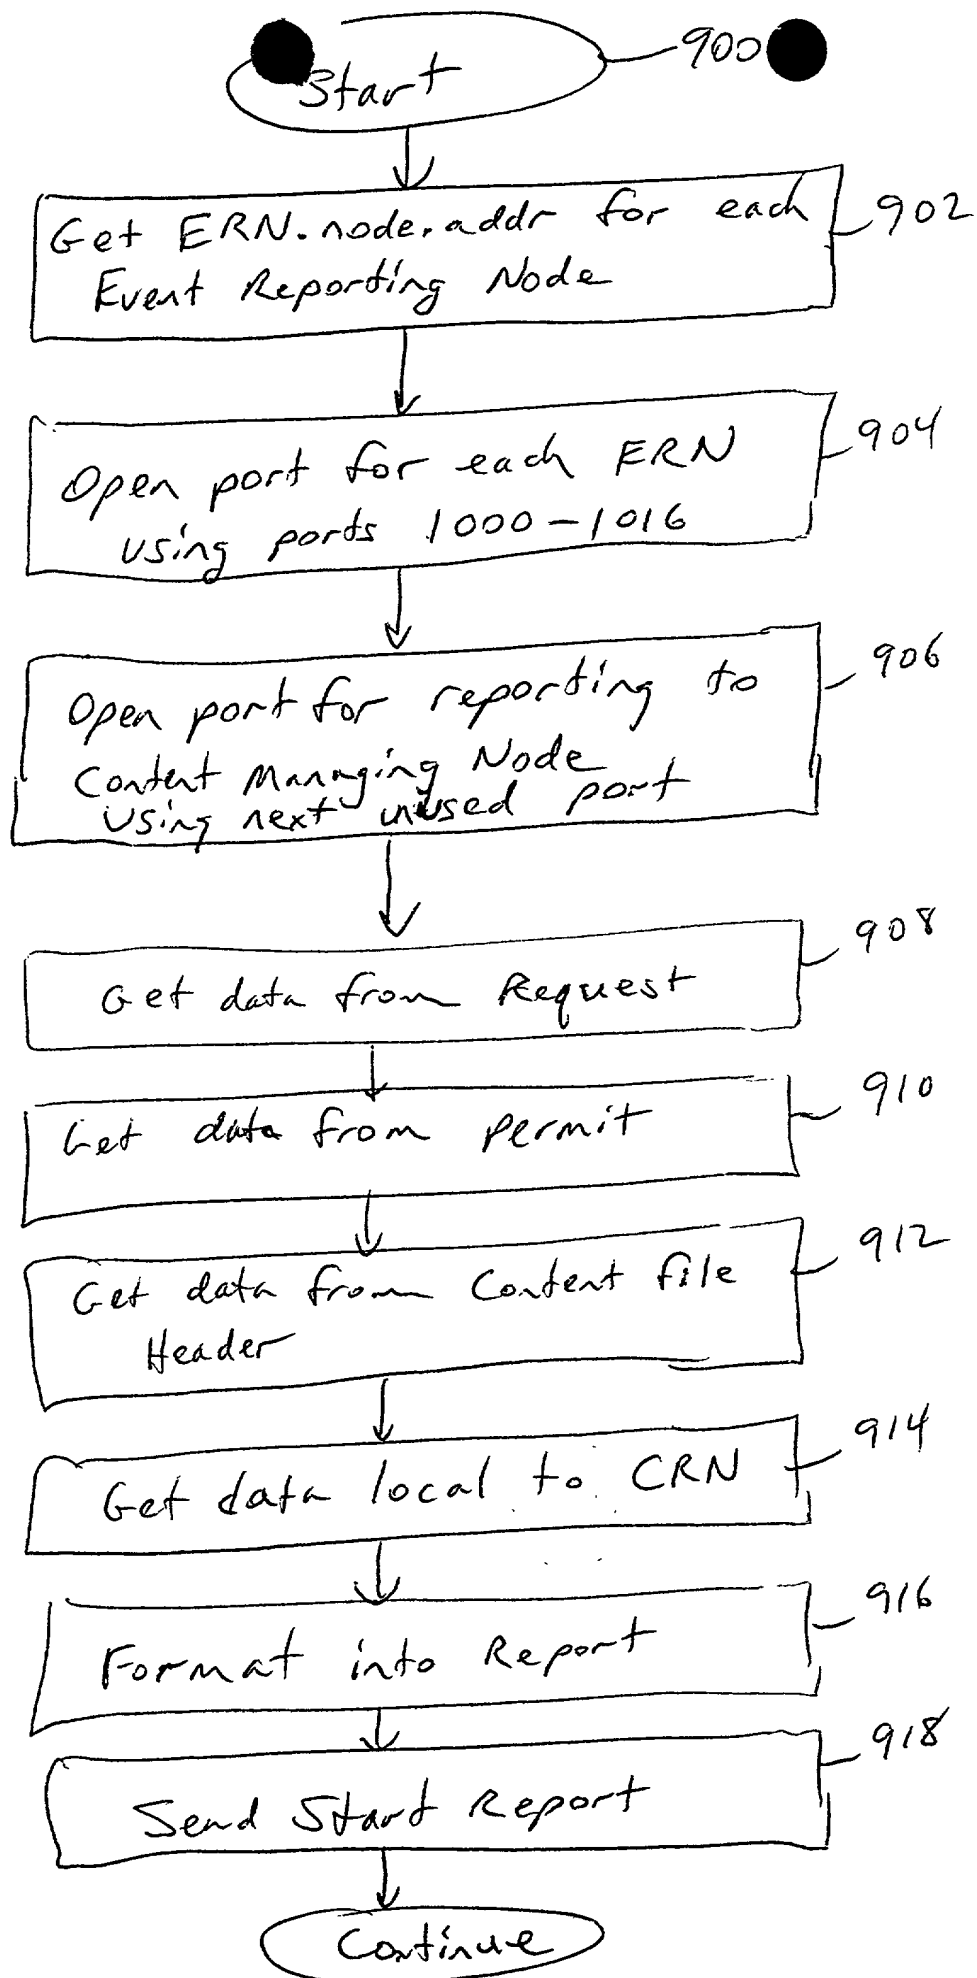 Start
900
Get ERN.node.addr for each
Event Reporting Node
902
Open port for each ERN
using ports 1000-1016
904
Open port for reporting to
Content Managing Node
using next unused port
906
Get data from Request
908
Get data from permit
910
Get data from Content file
Header
912
Get data local to CRN
914
Format into Report
916
Send Start Report
918
Continue